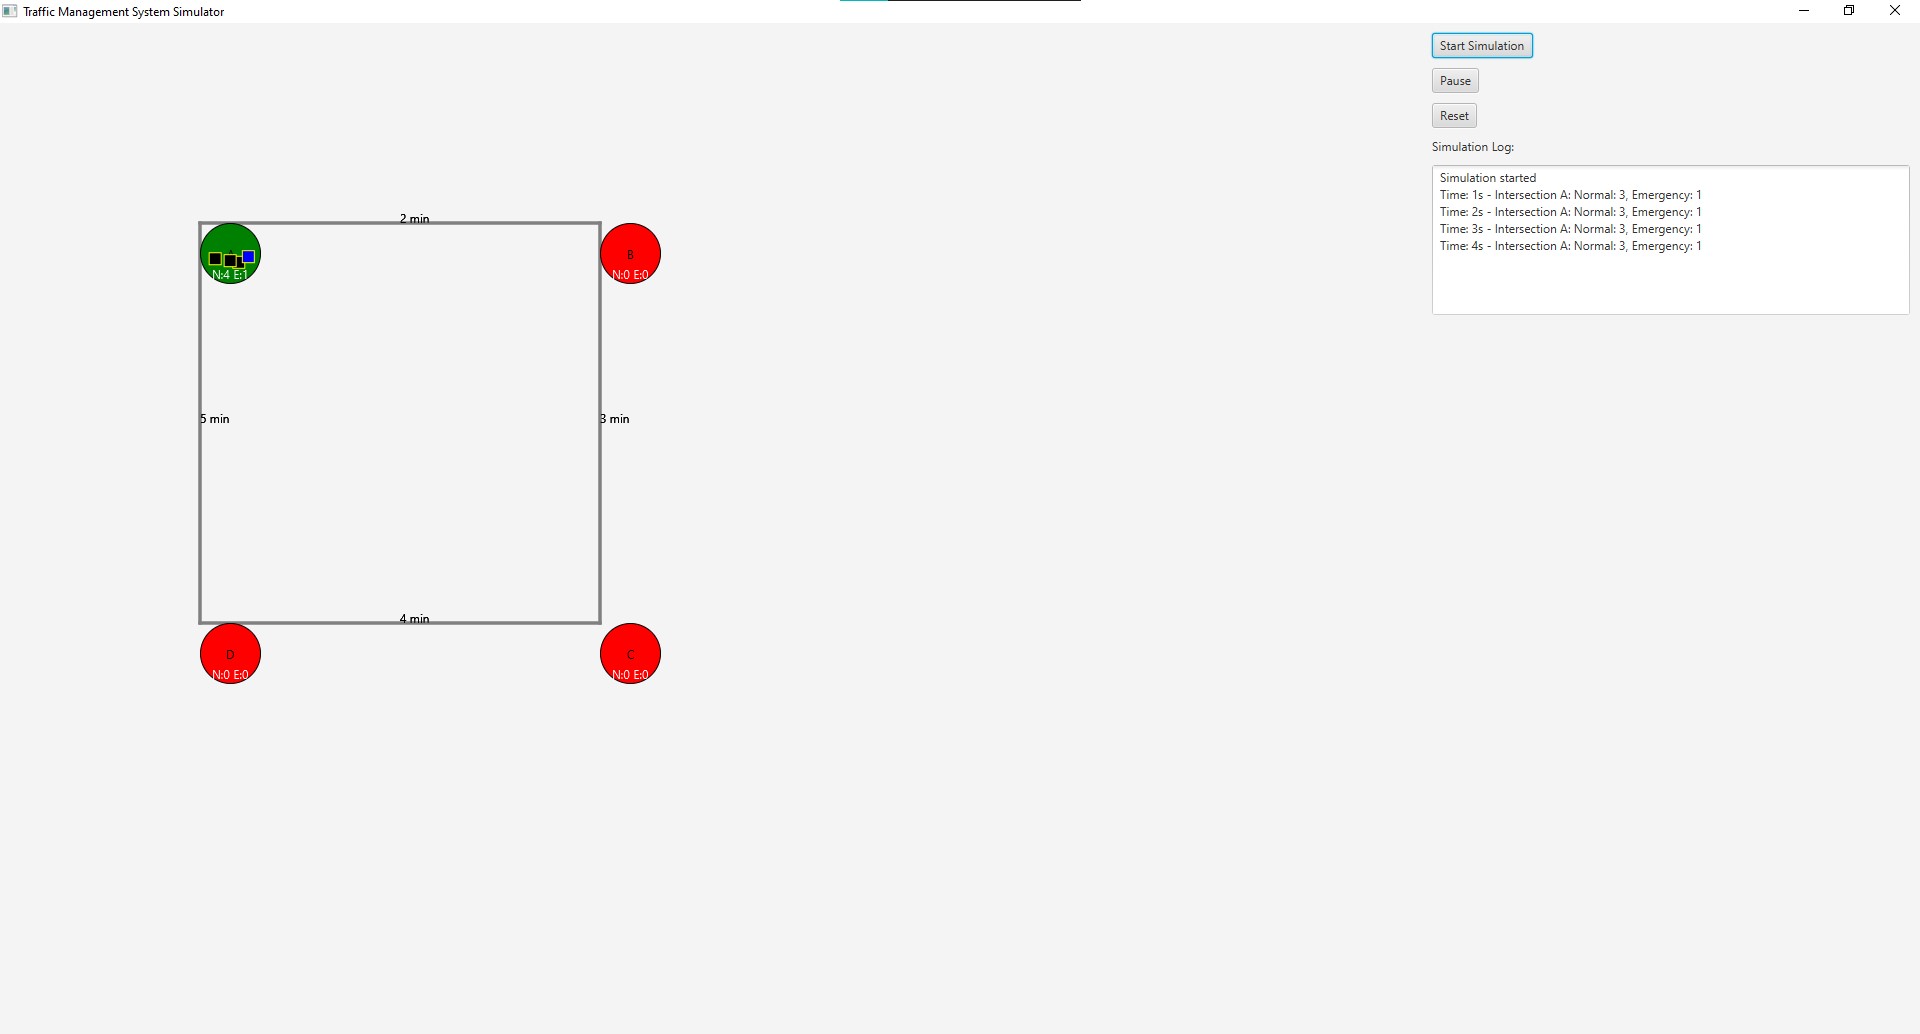 Traffic Management System Simulator
Start Simulation
Pause
Reset
Simulation Log:
Simulation started
Time: 1s - Intersection A: Normal: 3, Emergency: 1
Time: 2s - Intersection A: Normal: 3, Emergency: 1
Time: 3s - Intersection A: Normal: 3, Emergency: 1
Time: 4s - Intersection A: Normal: 3, Emergency: 1
2 min
N:4 E:1
B
N:0 E:0
5 min
3 min
4 min
D
N:0 E:0
C
N:0 E:0